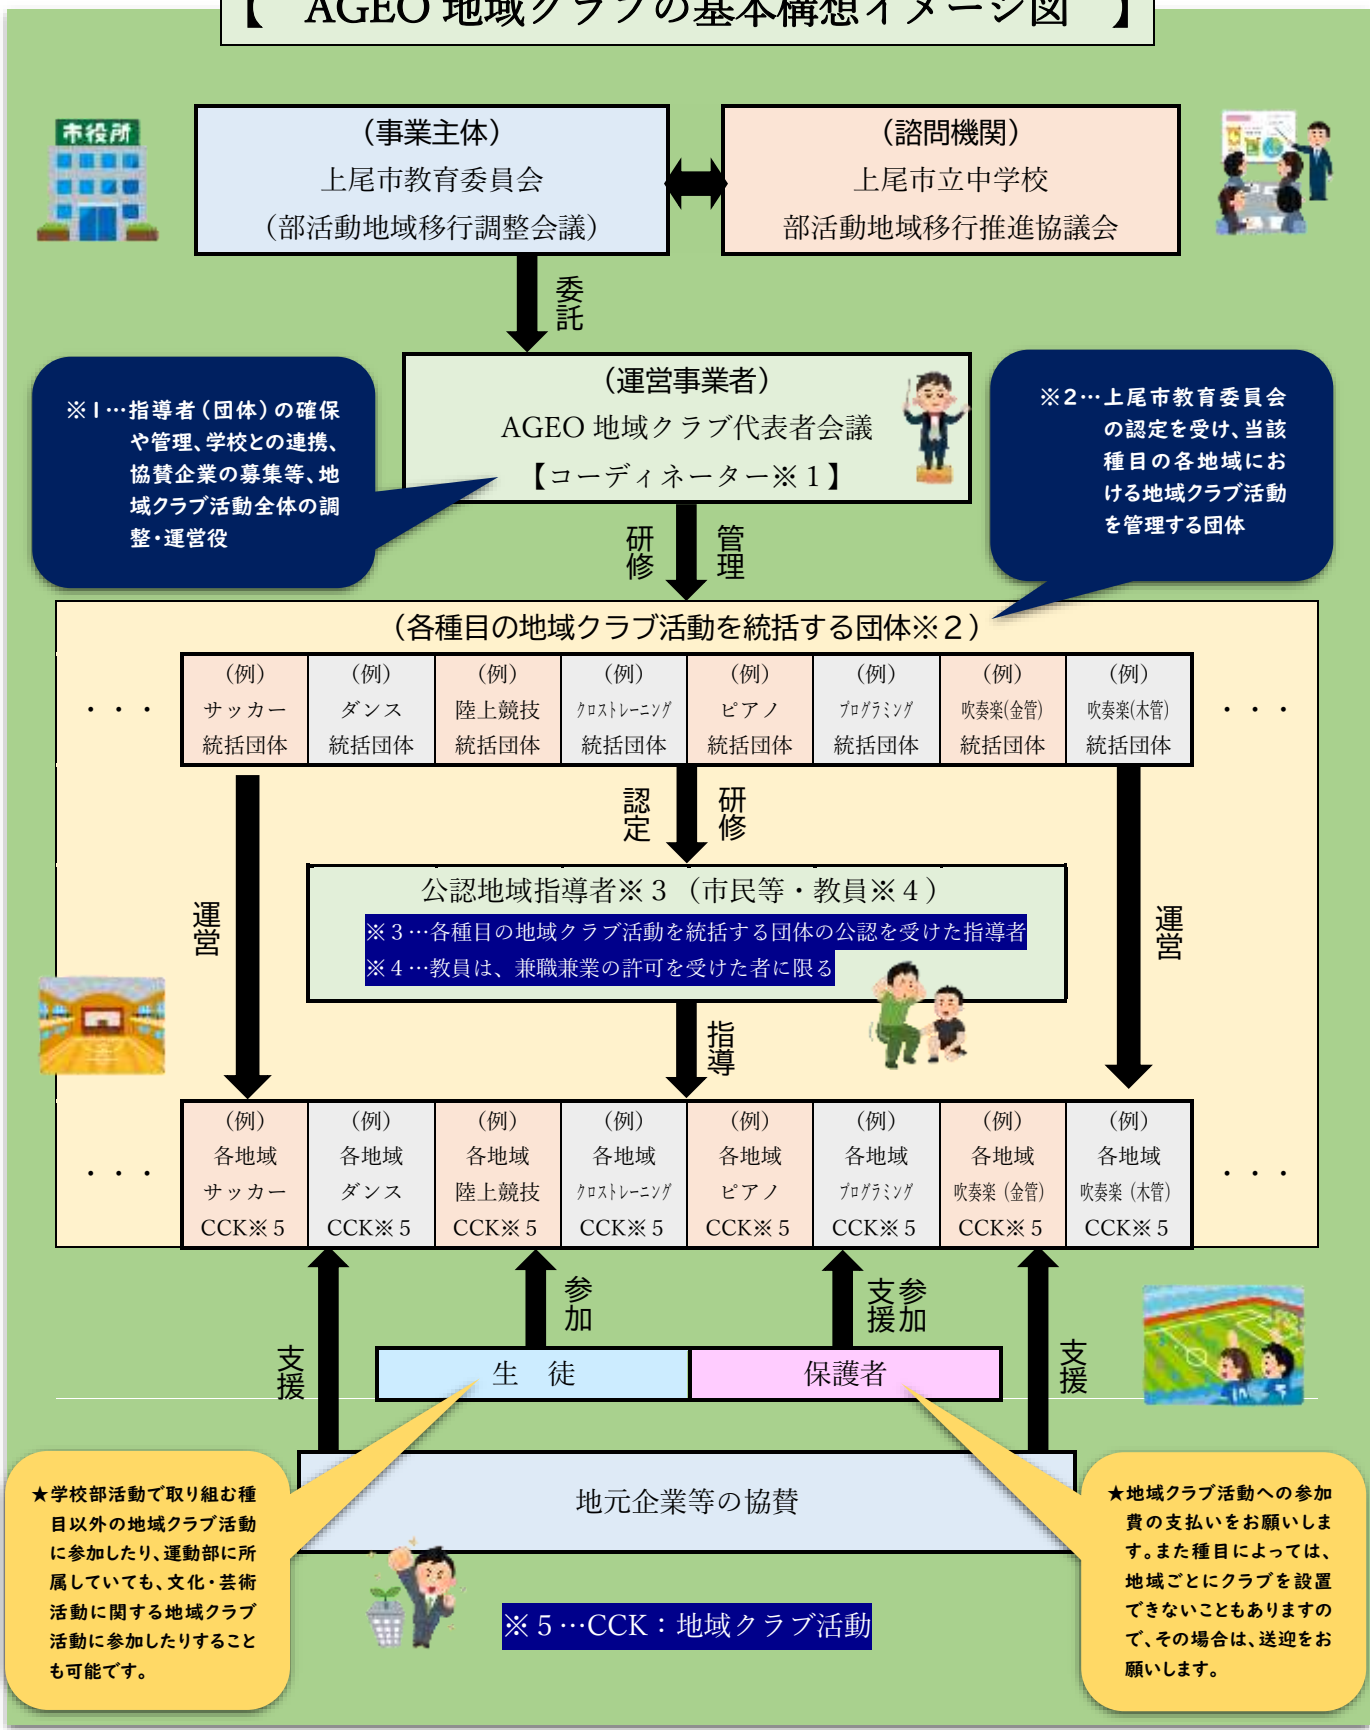 【 AGEO 地域クラブの基本構想イメージ図 】
市役所
（事業主体）
上尾市教育委員会
（部活動地域移行調整会議）
（諮問機関）
上尾市立中学校
部活動地域移行推進協議会
委託
※1…指導者（団体）の確保
や管理、学校との連携、
協賛企業の募集等、地
域クラブ活動全体の調
整・運営役
（運営事業者）
AGEO 地域クラブ代表者会議
【コーディネーター※１】
※2…上尾市教育委員会
の認定を受け、当該
種目の各地域にお
ける地域クラブ活動
を管理する団体
研修
管理
（各種目の地域クラブ活動を統括する団体※２）
・・・
（例）
サッカー
統括団体
（例）
ダンス
統括団体
（例）
陸上競技
統括団体
（例）
クロストレーニング
統括団体
（例）
ピアノ
統括団体
（例）
プログラミング
統括団体
（例）
吹奏楽(金管)
統括団体
（例）
吹奏楽(木管)
統括団体
・・・
認定
研修
運営
運営
公認地域指導者※３（市民等・教員※４）
※３…各種目の地域クラブ活動を統括する団体の公認を受けた指導者
※４…教員は、兼職兼業の許可を受けた者に限る
指導
・・・
（例）
各地域
サッカー
CCK※５
（例）
各地域
ダンス
CCK※５
（例）
各地域
陸上競技
CCK※５
（例）
各地域
クロストレーニング
CCK※５
（例）
各地域
ピアノ
CCK※５
（例）
各地域
プログラミング
CCK※５
（例）
各地域
吹奏楽（金管）
CCK※５
（例）
各地域
吹奏楽（木管）
CCK※５
・・・
支援
参加
参加
支援
支援
生　徒
保護者
地元企業等の協賛
★学校部活動で取り組む種
目以外の地域クラブ活動
に参加したり、運動部に所
属していても、文化・芸術
活動に関する地域クラブ
活動に参加したりすること
も可能です。
★地域クラブ活動への参加
費の支払いをお願いしま
す。また種目によっては、
地域ごとにクラブを設置
できないこともありますの
で、その場合は、送迎をお
願いします。
※５…CCK：地域クラブ活動